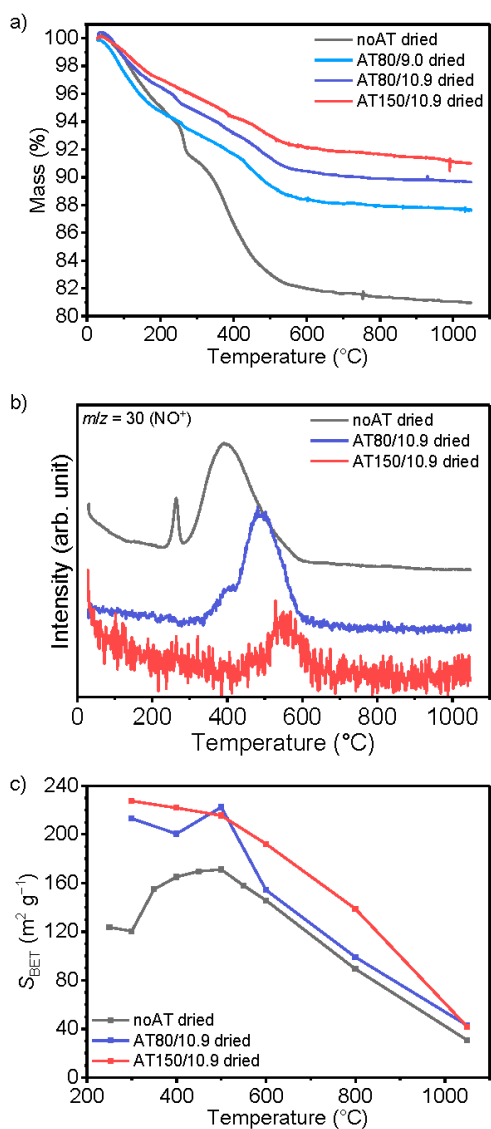 a)
100
98
96
94
92
90
88
86
84
82
80
Mass (%)
noAT dried
AT80/9.0 dried
AT80/10.9 dried
AT150/10.9 dried
0 200 400 600 800 1000
Temperature (°C)
b)
m/z = 30 (NO⁺)
noAT dried
AT80/10.9 dried
AT150/10.9 dried
Intensity (arb. unit)
0 200 400 600 800 1000
Temperature (°C)
c)
240
200
160
120
80
40
0
S_BET (m² g⁻¹)
noAT dried
AT80/10.9 dried
AT150/10.9 dried
200 400 600 800 1000
Temperature (°C)